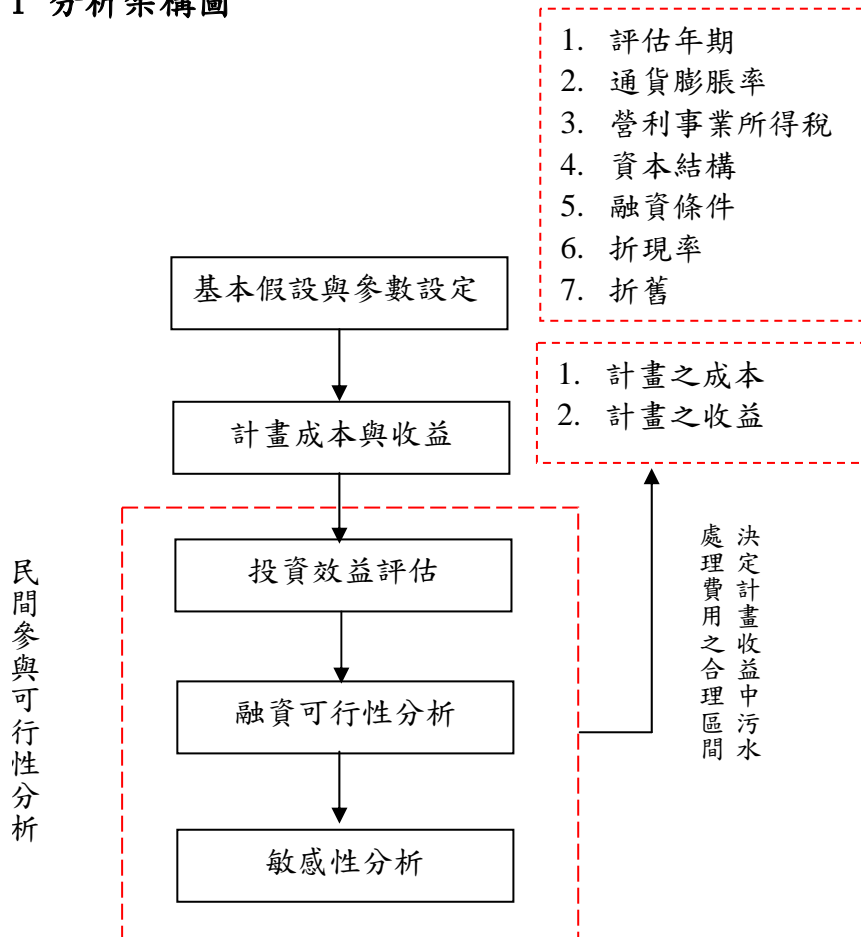 1 分析架構圖
1. 評估年期
2. 通貨膨脹率
3. 營利事業所得稅
4. 資本結構
5. 融資條件
6. 折現率
7. 折舊
基本假設與參數設定
1. 計畫之成本
2. 計畫之收益
計畫成本與收益
投資效益評估
融資可行性分析
敏感性分析
民間參與可行性分析
決定計畫收益中污水
處理費用之合理區間